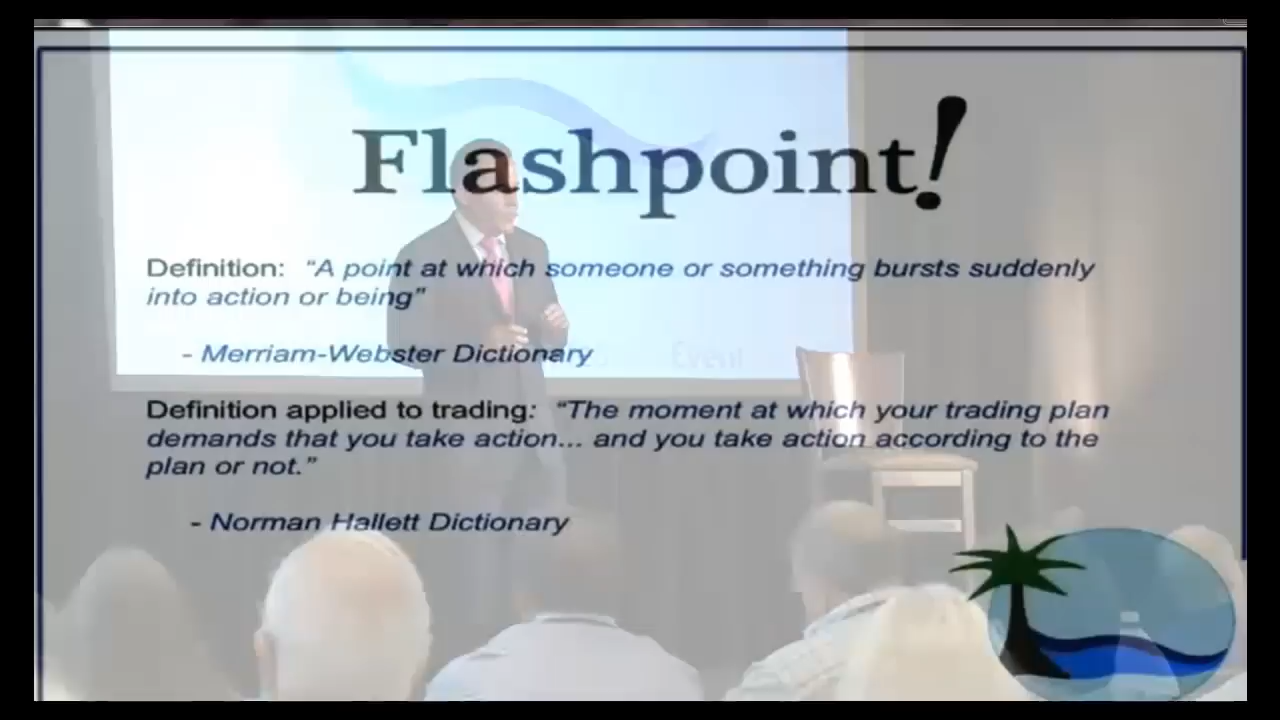 Flashpoint!
Definition: “A point at which someone or something bursts suddenly
into action or being”
- Merriam-Webster Dictionary
Event
Definition applied to trading: “The moment at which your trading plan
demands that you take action... and you take action according to the
plan or not.”
- Norman Hallett Dictionary